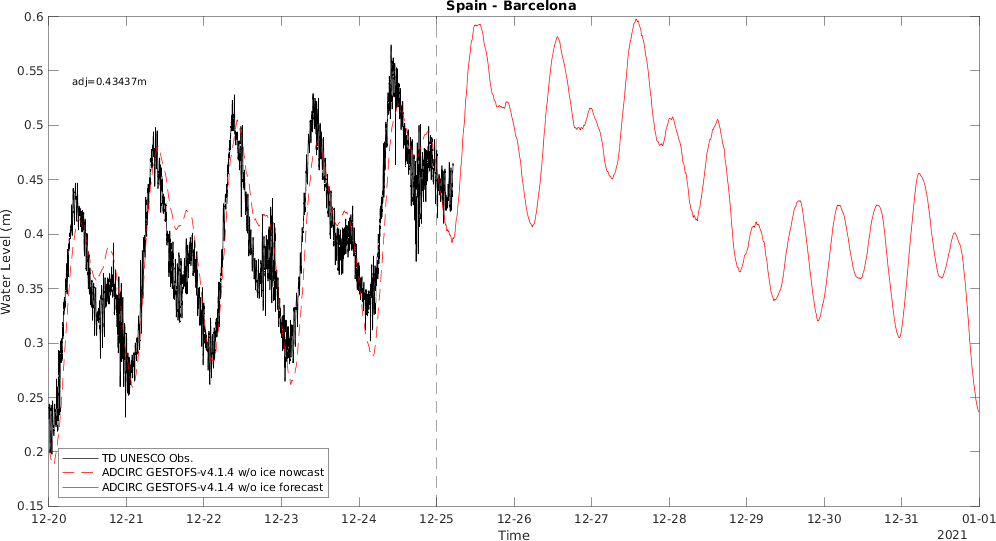 Spain - Barcelona
adj=0.43437m
Water Level (m)
0.6
0.55
0.5
0.45
0.4
0.35
0.3
0.25
0.2
0.15
TD UNESCO Obs.
ADCIRC GESTOFS-v4.1.4 w/o ice nowcast
ADCIRC GESTOFS-v4.1.4 w/o ice forecast
12-20 12-21 12-22 12-23 12-24 12-25 12-26 12-27 12-28 12-29 12-30 12-31 01-01
Time
2021